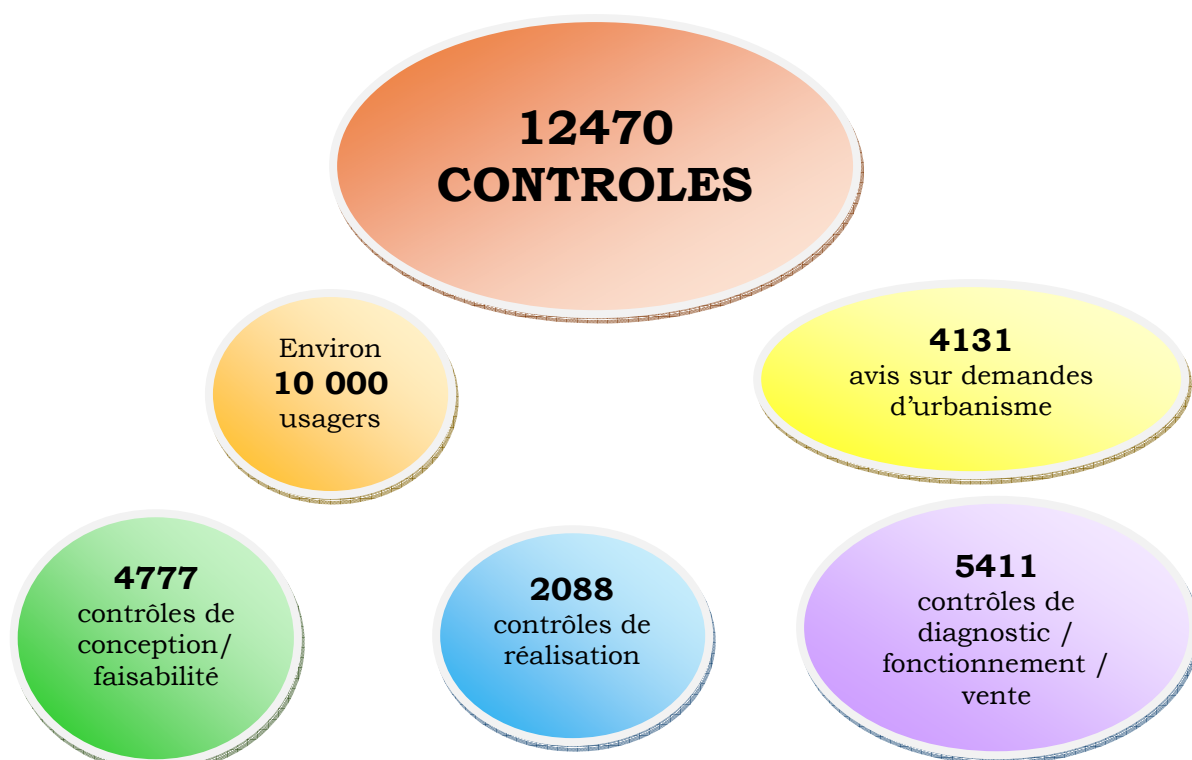 12470
CONTROLES
Environ
10 000
usagers
4131
avis sur demandes
d’urbanisme
4777
contrôles de
conception/
faisabilité
2088
contrôles de
réalisation
5411
contrôles de
diagnostic /
fonctionnement /
vente